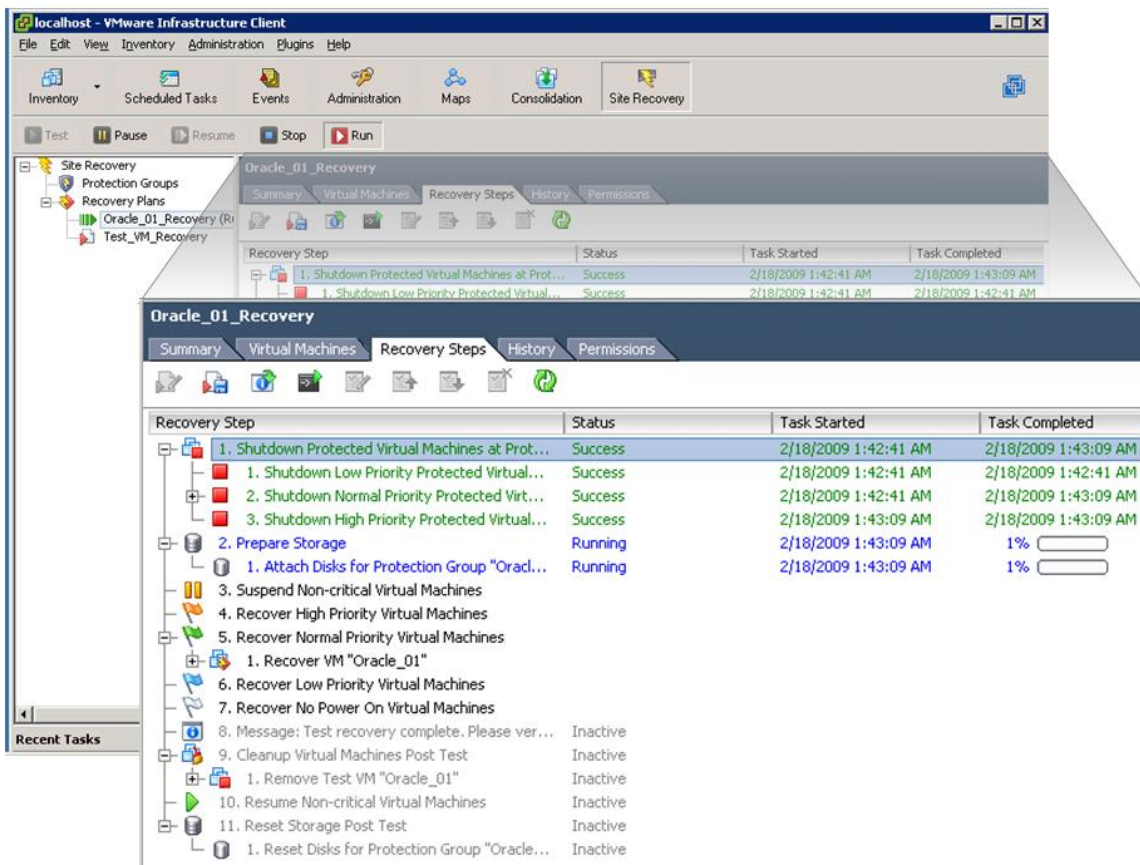 localhost - VMware Infrastructure Client
File Edit View Inventory Administration Plugins Help
Inventory Scheduled Tasks Events Administration Maps Consolidation Site Recovery
Test Pause Resume Stop Run
Site Recovery
Protection Groups
Recovery Plans
Oracle_01_Recovery (R
Test_VM_Recovery
Recent Tasks
Oracle_01_Recovery
Summary Virtual Machines Recovery Steps History Permissions
Recovery Step Status Task Started Task Completed
1. Shutdown Protected Virtual Machines at Prot... Success 2/18/2009 1:42:41 AM 2/18/2009 1:43:09 AM
1. Shutdown Low Priority Protected Virtual... Success 2/18/2009 1:42:41 AM 2/18/2009 1:42:41 AM
Oracle_01_Recovery
Summary Virtual Machines Recovery Steps History Permissions
Recovery Step Status Task Started Task Completed
1. Shutdown Protected Virtual Machines at Prot... Success 2/18/2009 1:42:41 AM 2/18/2009 1:43:09 AM
1. Shutdown Low Priority Protected Virtual... Success 2/18/2009 1:42:41 AM 2/18/2009 1:42:41 AM
2. Shutdown Normal Priority Protected Virt... Success 2/18/2009 1:42:41 AM 2/18/2009 1:43:09 AM
3. Shutdown High Priority Protected Virtual... Success 2/18/2009 1:43:09 AM 2/18/2009 1:43:09 AM
2. Prepare Storage Running 2/18/2009 1:43:09 AM 1%
1. Attach Disks for Protection Group "Oracl... Running 2/18/2009 1:43:09 AM 1%
3. Suspend Non-critical Virtual Machines
4. Recover High Priority Virtual Machines
5. Recover Normal Priority Virtual Machines
1. Recover VM "Oracle_01"
6. Recover Low Priority Virtual Machines
7. Recover No Power On Virtual Machines
8. Message: Test recovery complete. Please ver... Inactive
9. Cleanup Virtual Machines Post Test Inactive
1. Remove Test VM "Oracle_01" Inactive
10. Resume Non-critical Virtual Machines Inactive
11. Reset Storage Post Test Inactive
1. Reset Disks for Protection Group "Oracle... Inactive